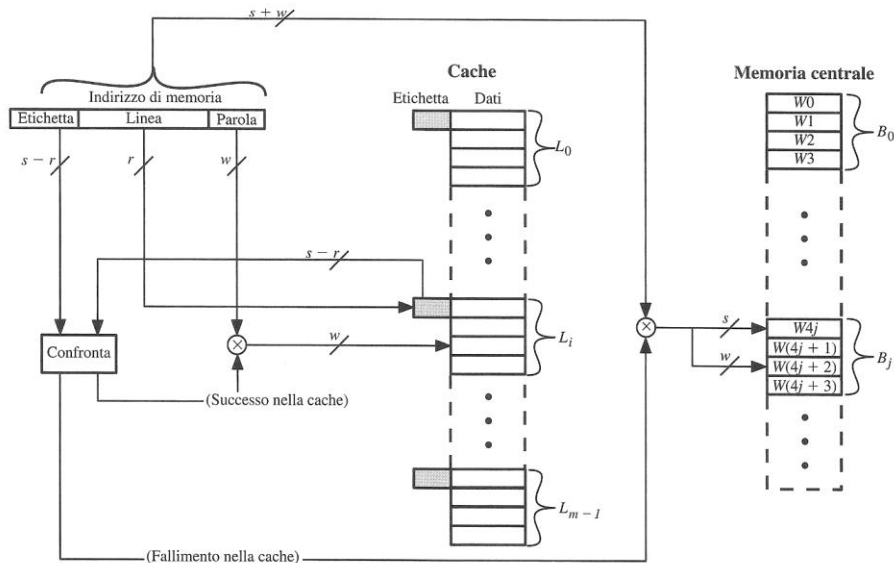 s + w
Cache
Memoria centrale
Indirizzo di memoria
Etichetta Dati
Etichetta Linea Parola
W0
W1
W2
W3
B0
L0
s − r
r
w
s − r
Li
Confronta
w
s
w
W4j
W(4j + 1)
W(4j + 2)
W(4j + 3)
Bj
(Successo nella cache)
Lm − 1
(Fallimento nella cache)